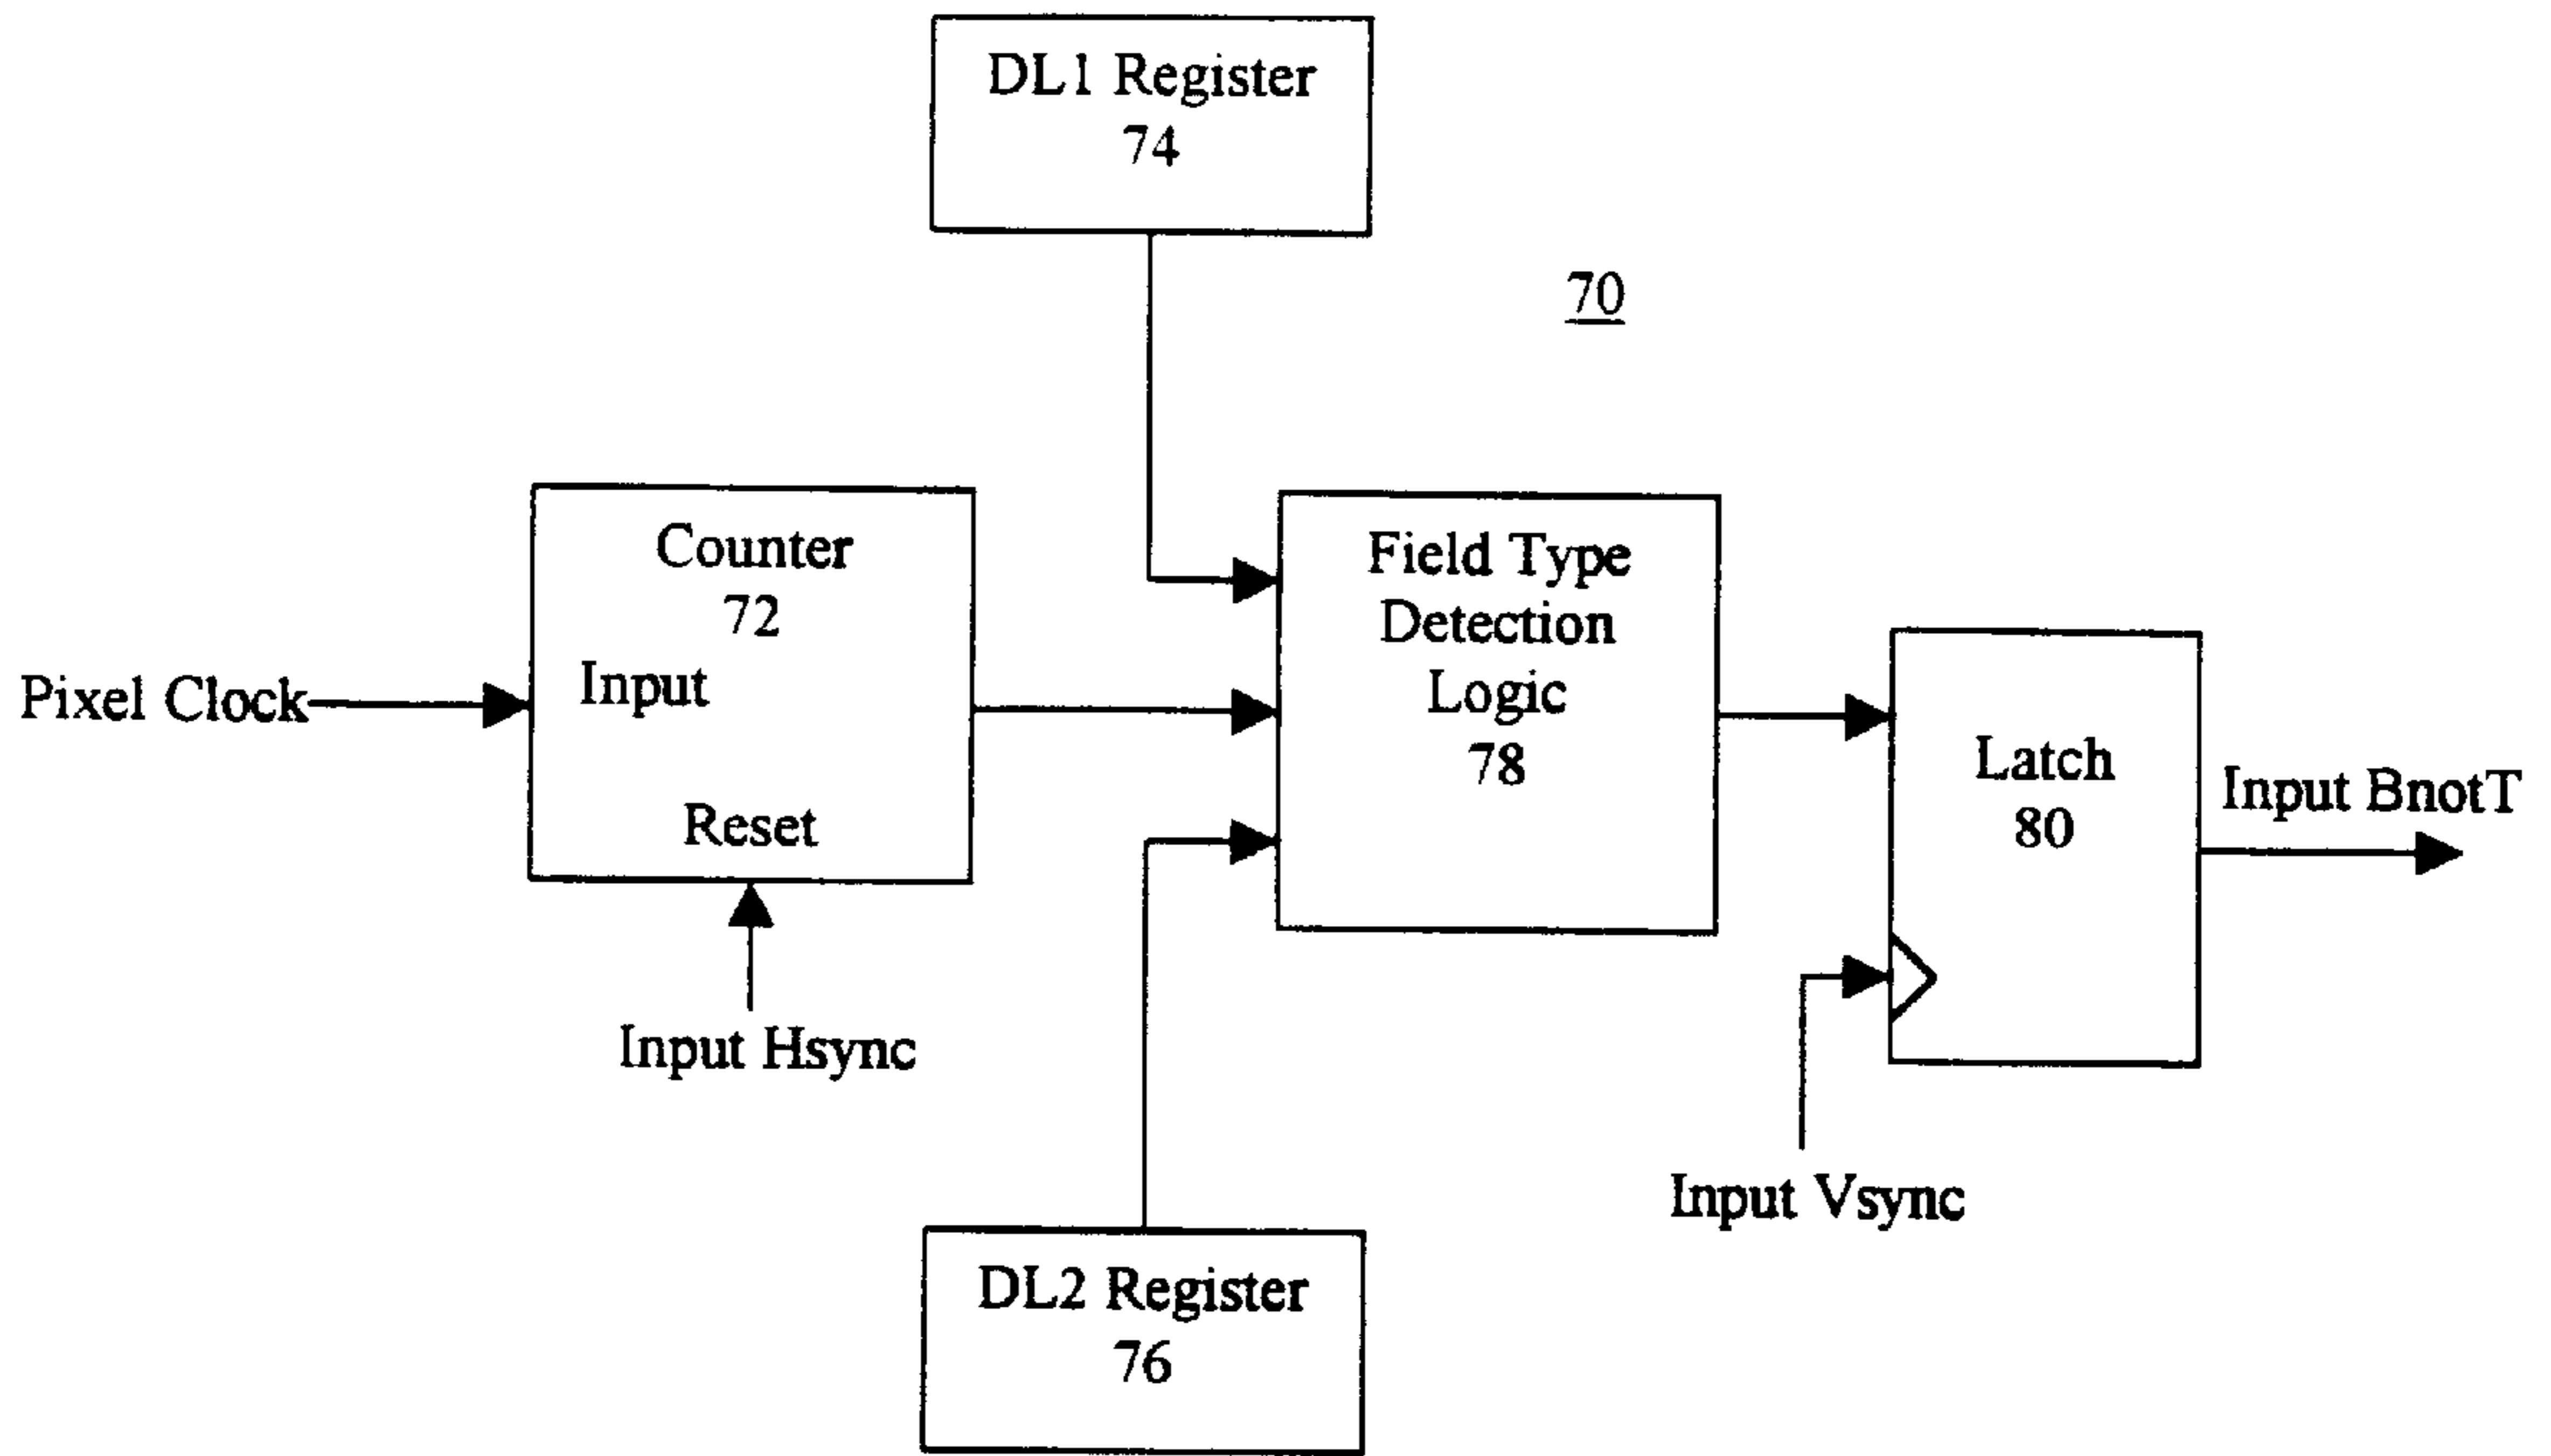 DL1 Register
74
70
Counter
72
Input
Reset
Pixel Clock
Input Hsync
Field Type
Detection
Logic
78
Latch
80
Input BnotT
Input Vsync
DL2 Register
76